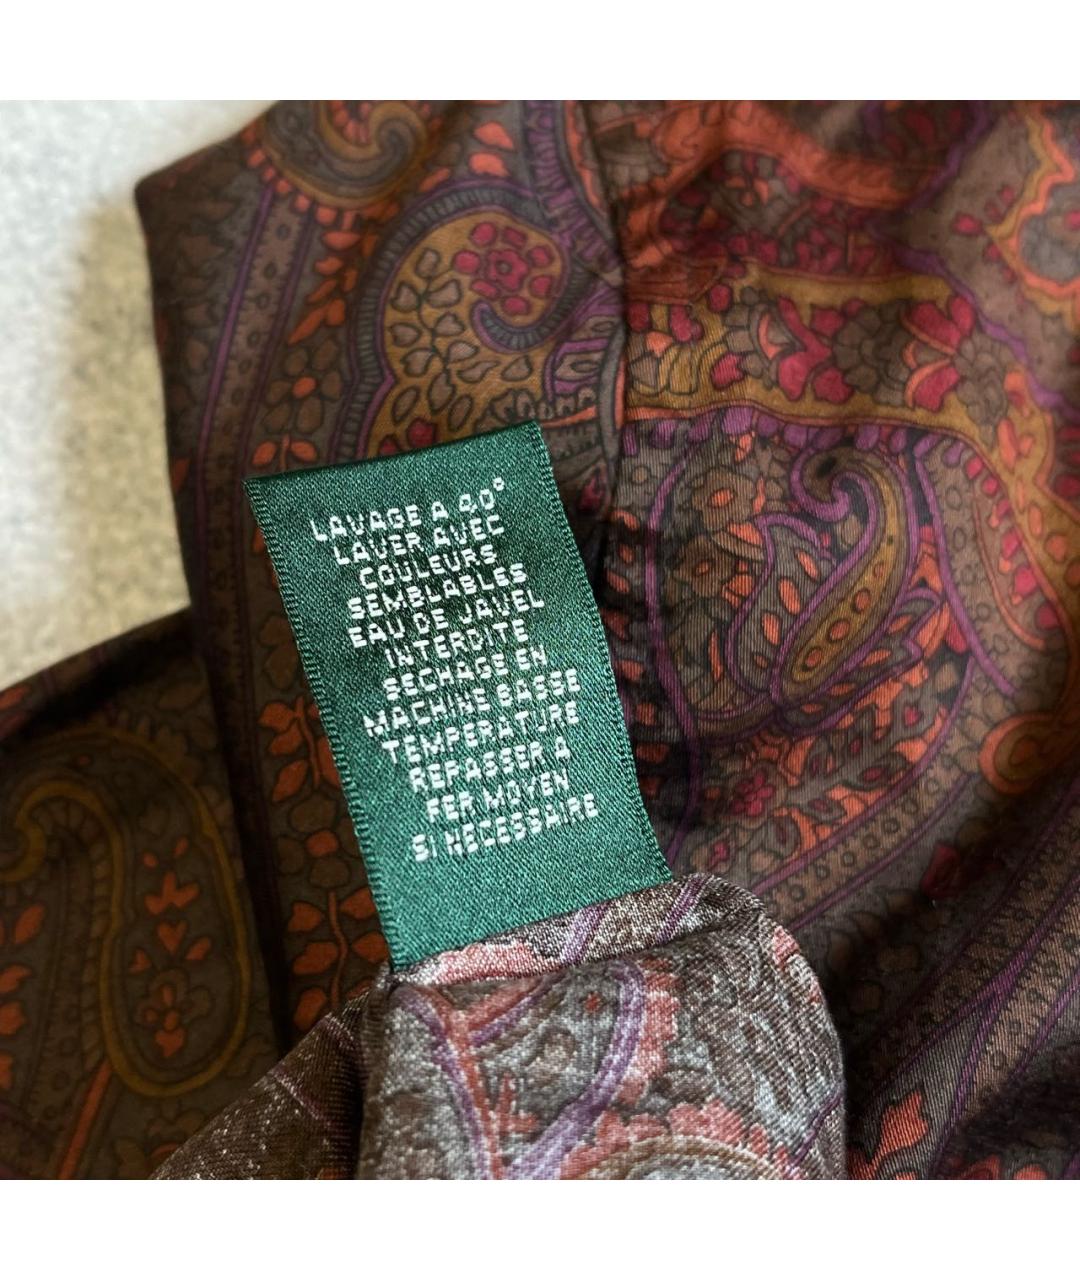 LAVAGE A 40°
LAVER AVEC
COULEURS
SEMBLABLES
EAU DE JAVEL
INTERDITE
SECHAGE EN
MACHINE BASSE
TEMPERATURE
REPASSER A
FER MOYEN
SI NECESSAIRE